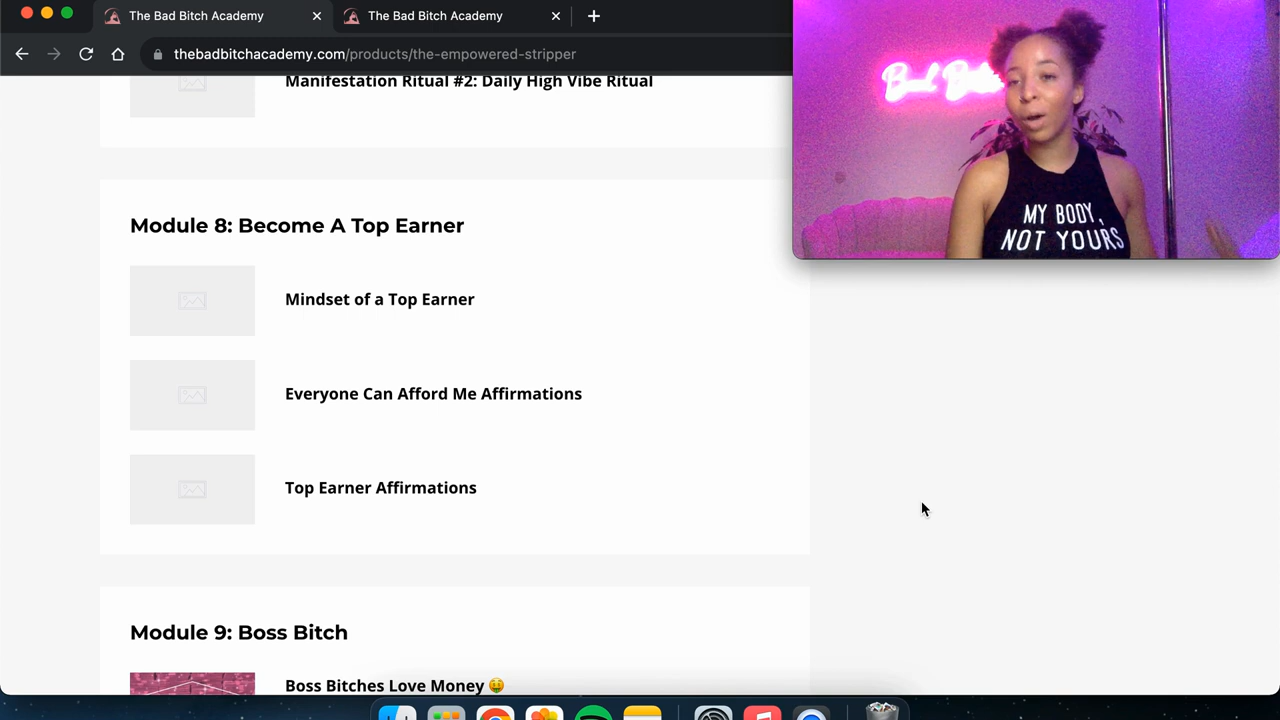 The Bad Bitch Academy
The Bad Bitch Academy
thebadbitchacademy.com/products/the-empowered-stripper
Manifestation Ritual #2: Daily High Vibe Ritual
Bad
MY BODY,
NOT YOURS
Module 8: Become A Top Earner
Mindset of a Top Earner
Everyone Can Afford Me Affirmations
Top Earner Affirmations
Module 9: Boss Bitch
Boss Bitches Love Money 🤑